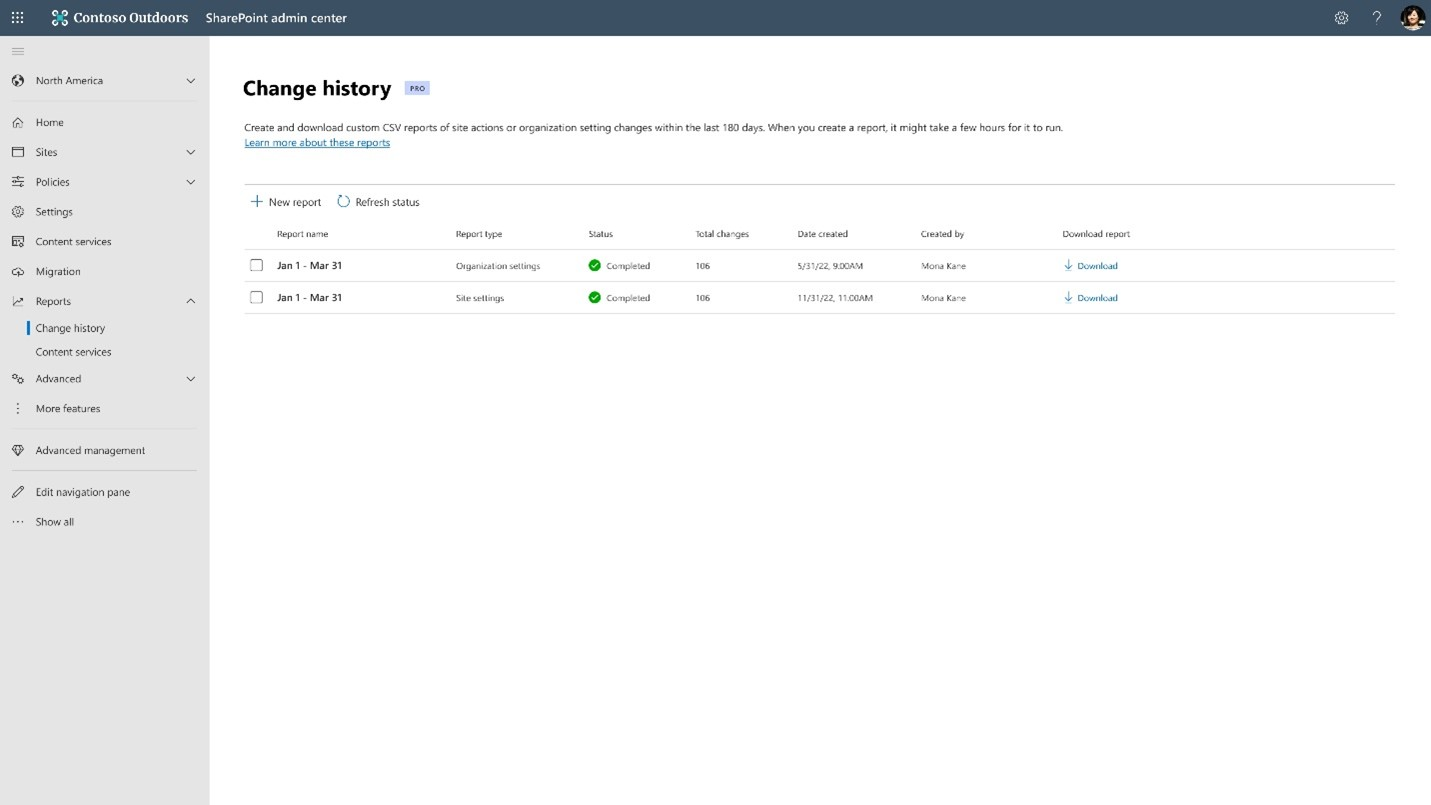 Contoso Outdoors SharePoint admin center
North America
Home
Sites
Policies
Settings
Content services
Migration
Reports
Change history
Content services
Advanced
More features
Advanced management
Edit navigation pane
Show all
Change history PRO
Create and download custom CSV reports of site actions or organization setting changes within the last 180 days. When you create a report, it might take a few hours for it to run.
Learn more about these reports
New report Refresh status
Report name Report type Status Total changes Date created Created by Download report
Jan 1 - Mar 31 Organization settings Completed 106 5/31/22, 9.00AM Mona Kane Download
Jan 1 - Mar 31 Site settings Completed 106 11/31/22, 11.00AM Mona Kane Download